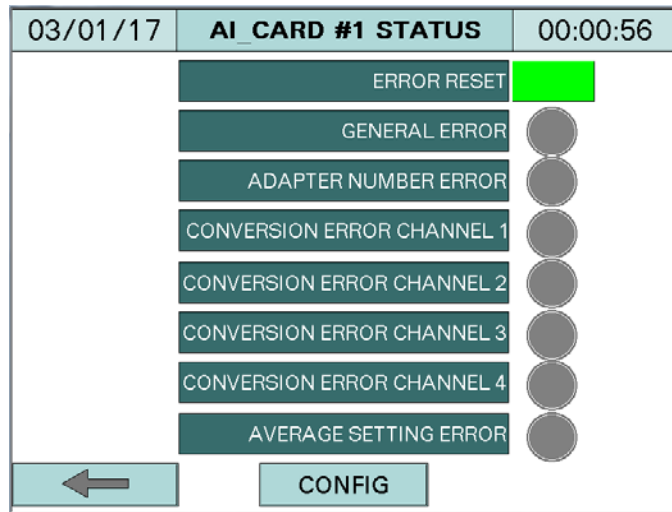 03/01/17 AI_CARD #1 STATUS 00:00:56
ERROR RESET
GENERAL ERROR
ADAPTER NUMBER ERROR
CONVERSION ERROR CHANNEL 1
CONVERSION ERROR CHANNEL 2
CONVERSION ERROR CHANNEL 3
CONVERSION ERROR CHANNEL 4
AVERAGE SETTING ERROR
CONFIG